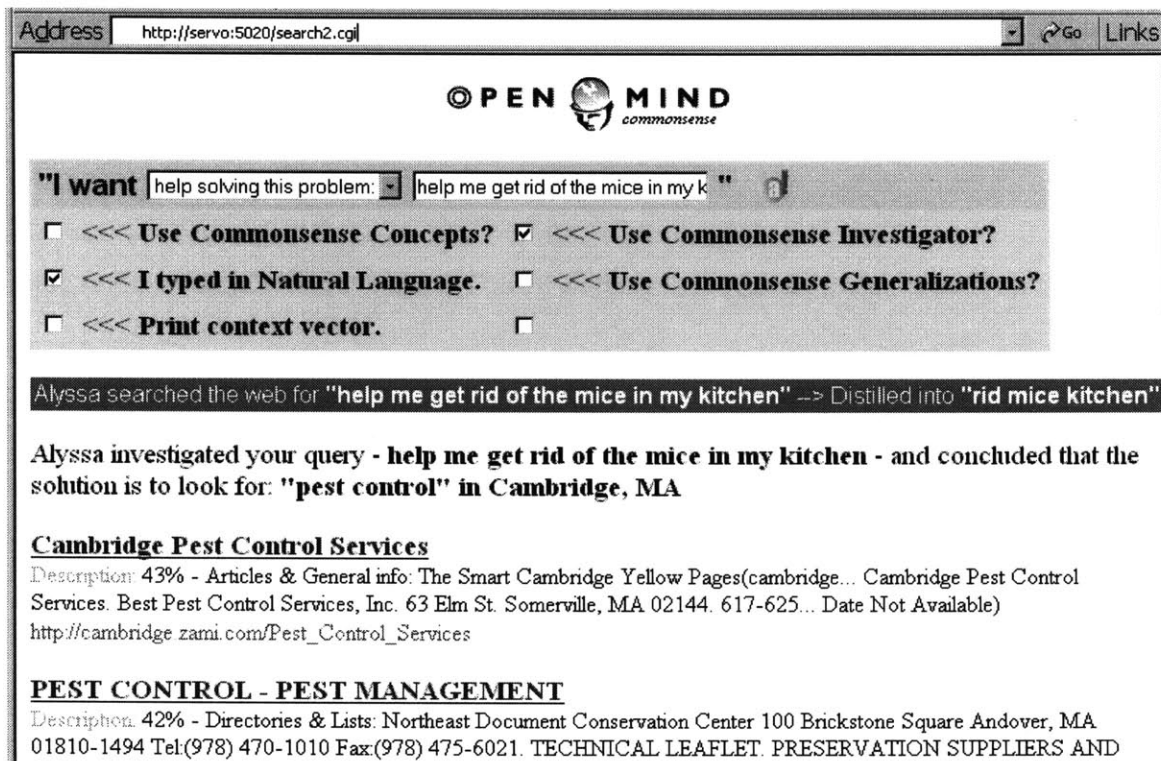 Address http://servo:5020/search2.cgi Go Links
OPEN MIND
commonsense
"I want help solving this problem: help me get rid of the mice in my k "
<<< Use Commonsense Concepts? <<< Use Commonsense Investigator?
<<< I typed in Natural Language. <<< Use Commonsense Generalizations?
<<< Print context vector.
Alyssa searched the web for "help me get rid of the mice in my kitchen" --> Distilled into "rid mice kitchen"
Alyssa investigated your query - help me get rid of the mice in my kitchen - and concluded that the
solution is to look for: "pest control" in Cambridge, MA
Cambridge Pest Control Services
Description: 43% - Articles & General info: The Smart Cambridge Yellow Pages(cambridge... Cambridge Pest Control
Services. Best Pest Control Services, Inc. 63 Elm St. Somerville, MA 02144. 617-625... Date Not Available)
http://cambridge.zami.com/Pest_Control_Services
PEST CONTROL - PEST MANAGEMENT
Description: 42% - Directories & Lists: Northeast Document Conservation Center 100 Brickstone Square Andover, MA
01810-1494 Tel:(978) 470-1010 Fax:(978) 475-6021. TECHNICAL LEAFLET. PRESERVATION SUPPLIERS AND